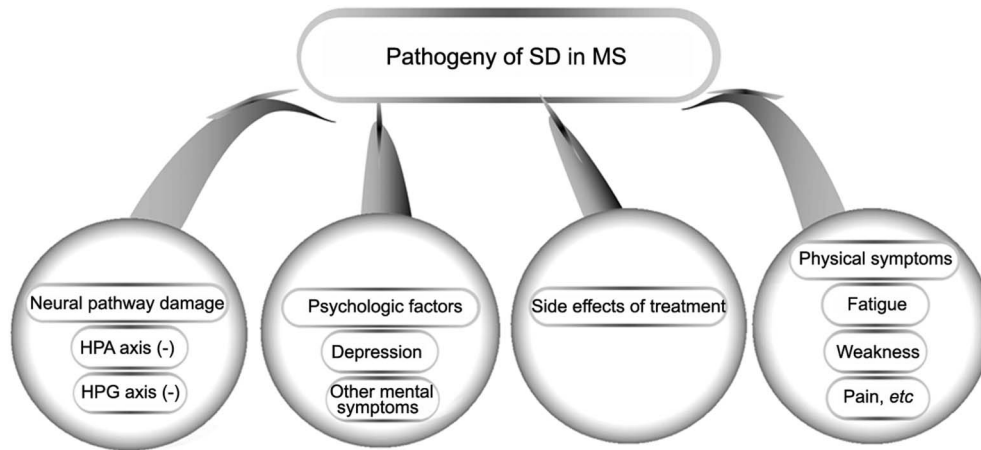 Pathogeny of SD in MS
Neural pathway damage
HPA axis (-)
HPG axis (-)
Psychologic factors
Depression
Other mental
symptoms
Side effects of treatment
Physical symptoms
Fatigue
Weakness
Pain, etc